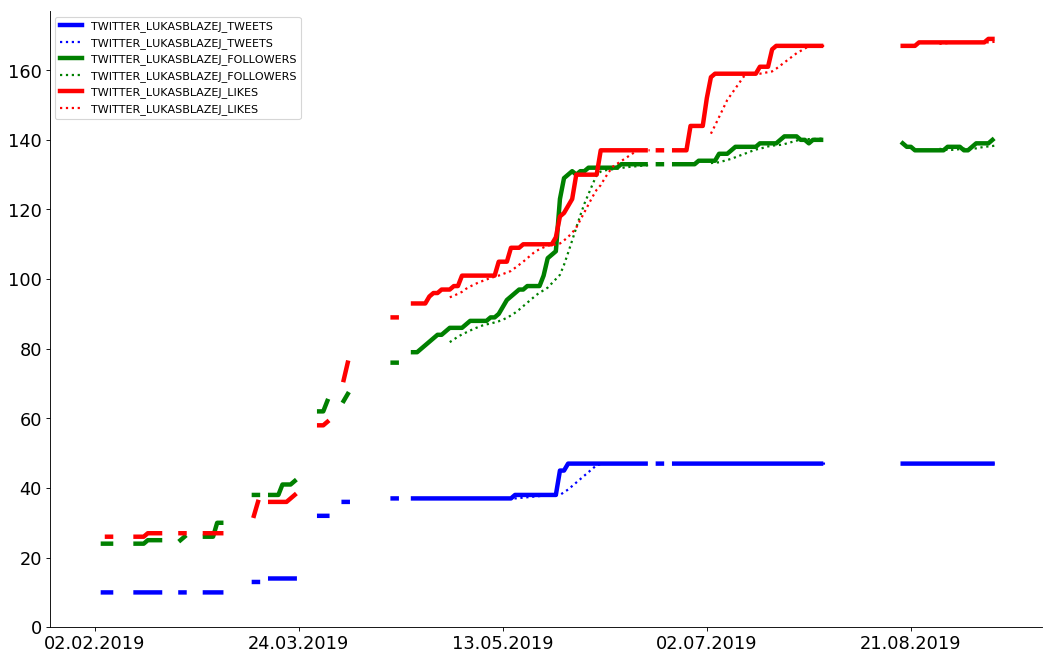 TWITTER_LUKASBLAZEJ_TWEETS
TWITTER_LUKASBLAZEJ_TWEETS
TWITTER_LUKASBLAZEJ_FOLLOWERS
TWITTER_LUKASBLAZEJ_FOLLOWERS
TWITTER_LUKASBLAZEJ_LIKES
TWITTER_LUKASBLAZEJ_LIKES
160
140
120
100
80
60
40
20
0
02.02.2019 24.03.2019 13.05.2019 02.07.2019 21.08.2019